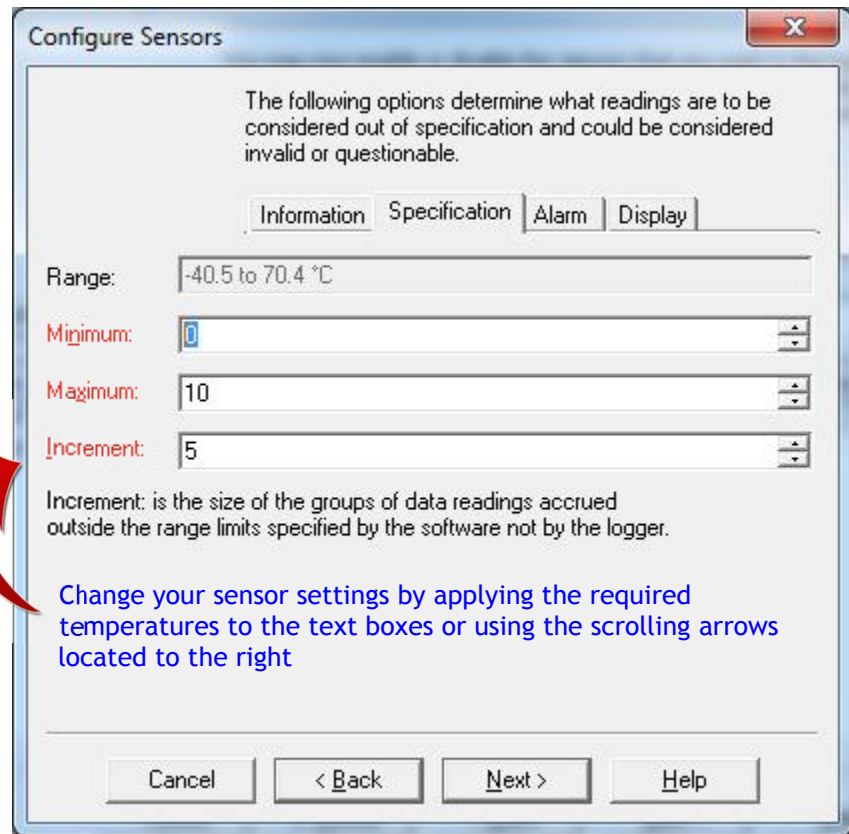 Configure Sensors
The following options determine what readings are to be
considered out of specification and could be considered
invalid or questionable.
Information Specification Alarm Display
Range: -40.5 to 70.4 °C
Minimum: 0
Maximum: 10
Increment: 5
Increment: is the size of the groups of data readings accrued
outside the range limits specified by the software not by the logger.
Change your sensor settings by applying the required
temperatures to the text boxes or using the scrolling arrows
located to the right
Cancel < Back Next > Help